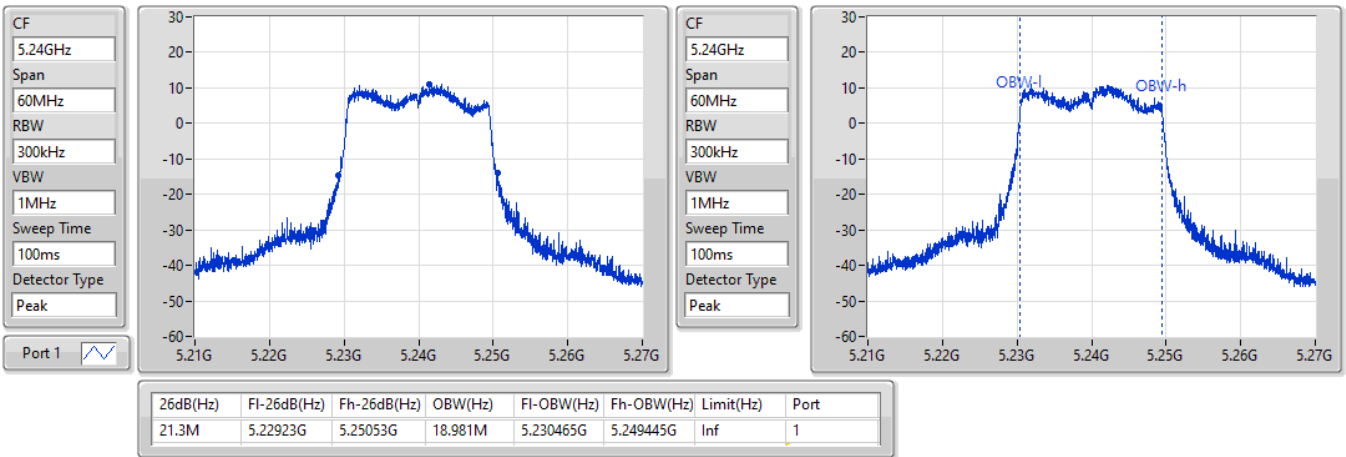 CF
5.24GHz
Span
60MHz
RBW
300kHz
VBW
1MHz
Sweep Time
100ms
Detector Type
Peak
Port 1
30
20
10
0
-10
-20
-30
-40
-50
-60
5.21G 5.22G 5.23G 5.24G 5.25G 5.26G 5.27G
CF
5.24GHz
Span
60MHz
RBW
300kHz
VBW
1MHz
Sweep Time
100ms
Detector Type
Peak
30
20
10
0
-10
-20
-30
-40
-50
-60
OBW-l
OBW-h
5.21G 5.22G 5.23G 5.24G 5.25G 5.26G 5.27G
26dB(Hz) Fl-26dB(Hz) Fh-26dB(Hz) OBW(Hz) Fl-OBW(Hz) Fh-OBW(Hz) Limit(Hz) Port
21.3M 5.22923G 5.25053G 18.981M 5.230465G 5.249445G Inf 1